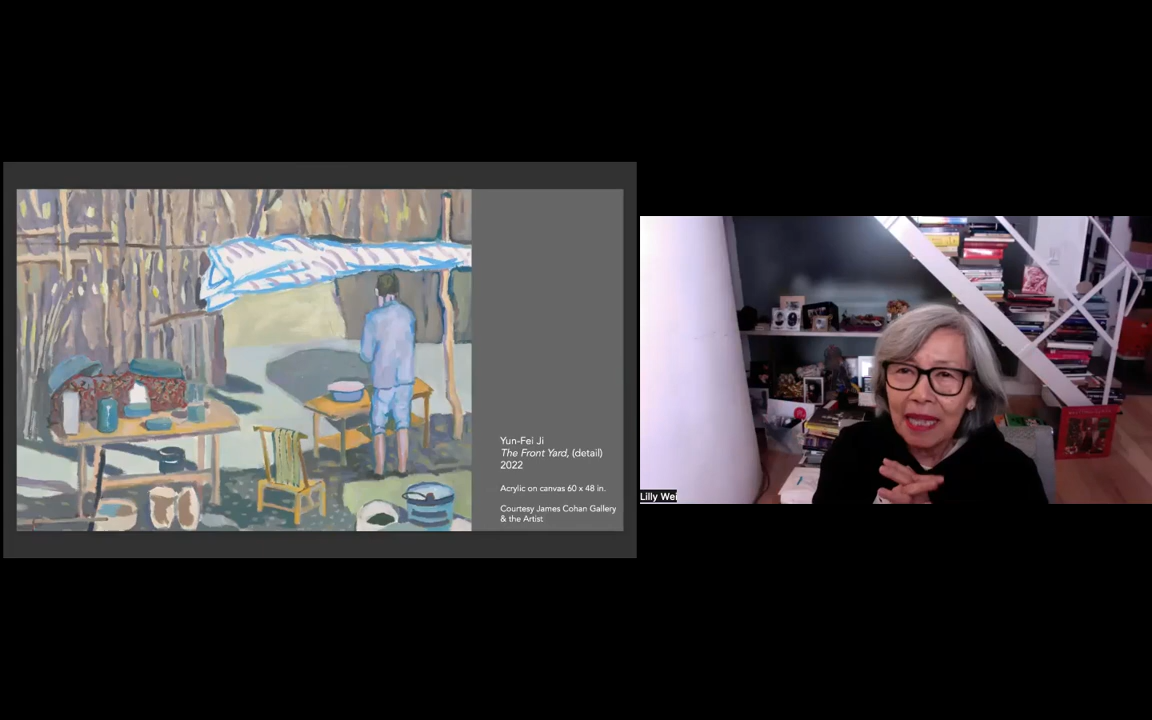 Yun-Fei Ji
The Front Yard, (detail)
2022
Acrylic on canvas 60 x 48 in.
Courtesy James Cohan Gallery
& the Artist
Lilly Wei